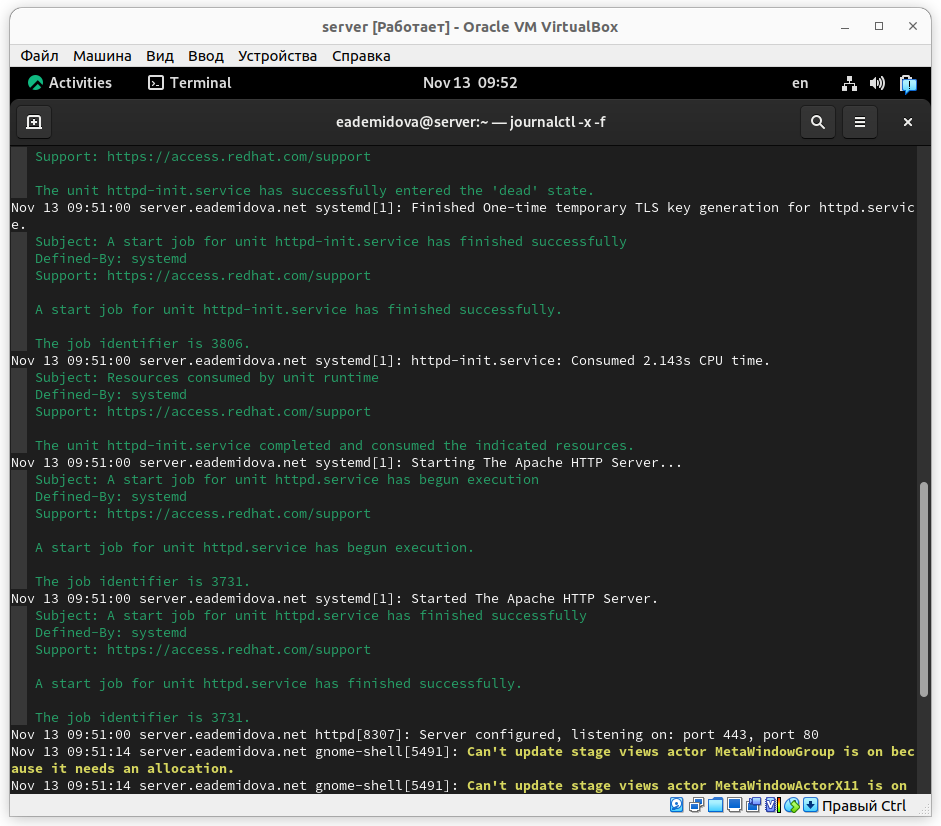 server [Работает] - Oracle VM VirtualBox
Файл Машина Вид Ввод Устройства Справка
Activities Terminal Nov 13 09:52 en
eademidova@server:~ — journalctl -x -f
Support: https://access.redhat.com/support
The unit httpd-init.service has successfully entered the 'dead' state.
Nov 13 09:51:00 server.eademidova.net systemd[1]: Finished One-time temporary TLS key generation for httpd.servic
e.
Subject: A start job for unit httpd-init.service has finished successfully
Defined-By: systemd
Support: https://access.redhat.com/support
A start job for unit httpd-init.service has finished successfully.
The job identifier is 3806.
Nov 13 09:51:00 server.eademidova.net systemd[1]: httpd-init.service: Consumed 2.143s CPU time.
Subject: Resources consumed by unit runtime
Defined-By: systemd
Support: https://access.redhat.com/support
The unit httpd-init.service completed and consumed the indicated resources.
Nov 13 09:51:00 server.eademidova.net systemd[1]: Starting The Apache HTTP Server...
Subject: A start job for unit httpd.service has begun execution
Defined-By: systemd
Support: https://access.redhat.com/support
A start job for unit httpd.service has begun execution.
The job identifier is 3731.
Nov 13 09:51:00 server.eademidova.net systemd[1]: Started The Apache HTTP Server.
Subject: A start job for unit httpd.service has finished successfully
Defined-By: systemd
Support: https://access.redhat.com/support
A start job for unit httpd.service has finished successfully.
The job identifier is 3731.
Nov 13 09:51:00 server.eademidova.net httpd[8307]: Server configured, listening on: port 443, port 80
Nov 13 09:51:14 server.eademidova.net gnome-shell[5491]: Can't update stage views actor MetaWindowGroup is on bec
ause it needs an allocation.
Nov 13 09:51:14 server.eademidova.net gnome-shell[5491]: Can't update stage views actor MetaWindowActorX11 is on
Правый Ctrl